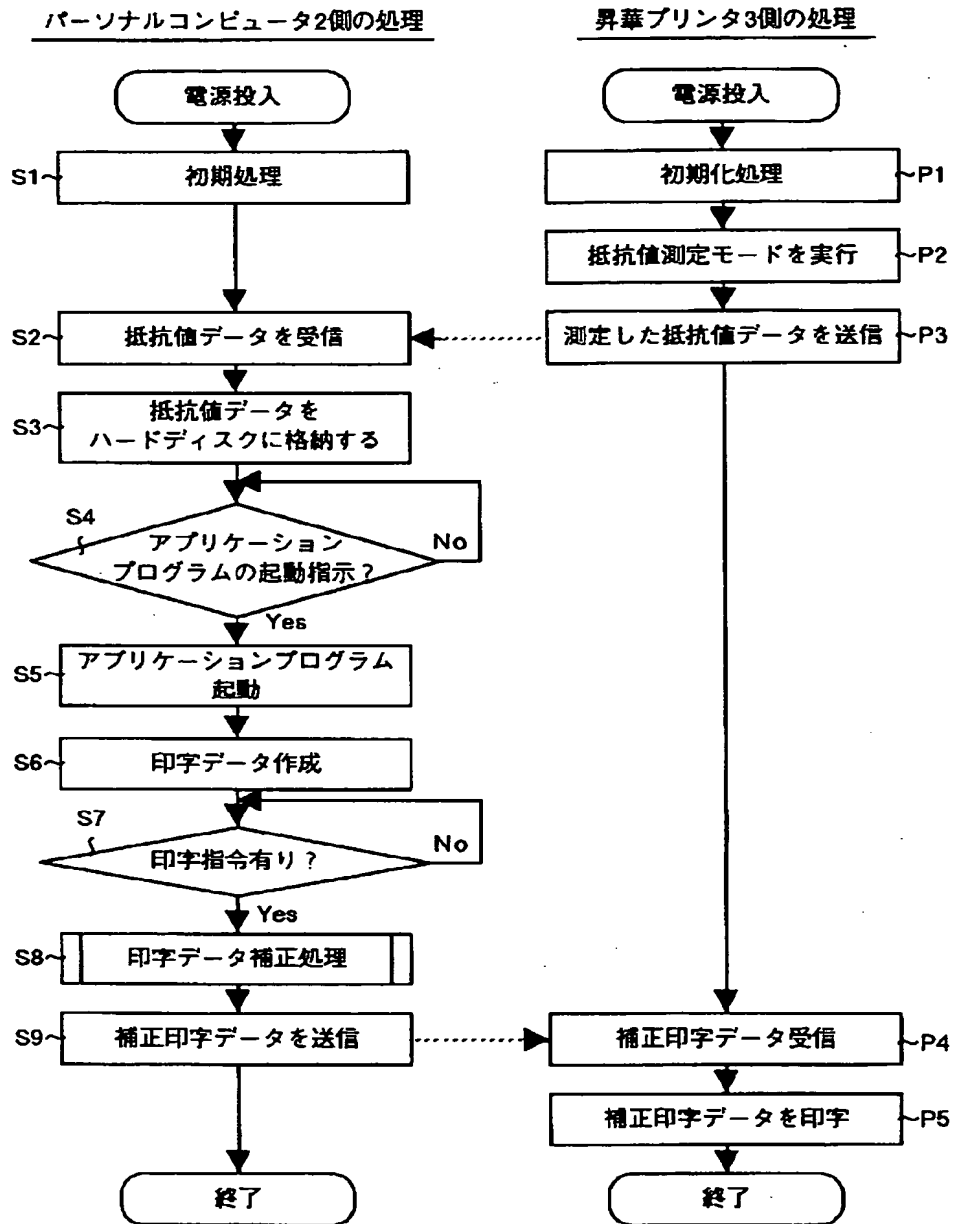 パーソナルコンピュータ2側の処理
電源投入
S1~
初期処理
S2~
抵抗値データを受信
S3~
抵抗値データを
ハードディスクに格納する
S4
アプリケーション
プログラムの起動指示?
No
Yes
S5~
アプリケーションプログラム
起動
S6~
印字データ作成
S7
印字指令有り?
No
Yes
S8~
印字データ補正処理
S9~
補正印字データを送信
終了
昇華プリンタ3側の処理
電源投入
初期化処理
~P1
抵抗値測定モードを実行
~P2
測定した抵抗値データを送信
~P3
補正印字データ受信
~P4
補正印字データを印字
~P5
終了